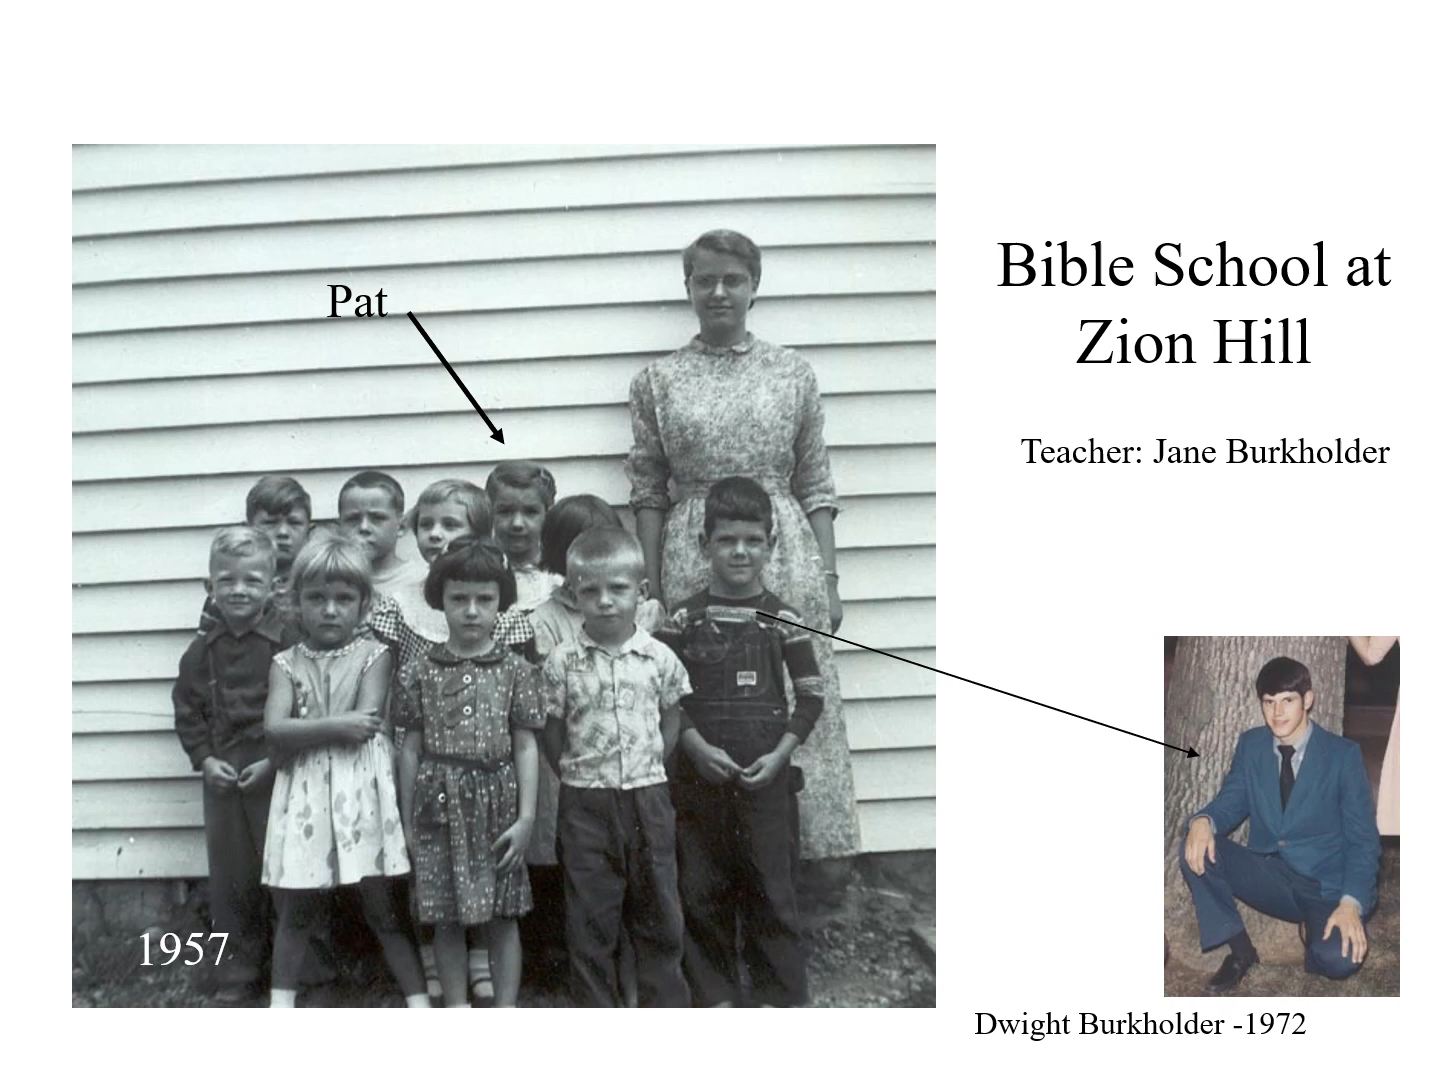 Bible School at
Zion Hill
Teacher: Jane Burkholder
Pat
1957
Dwight Burkholder -1972